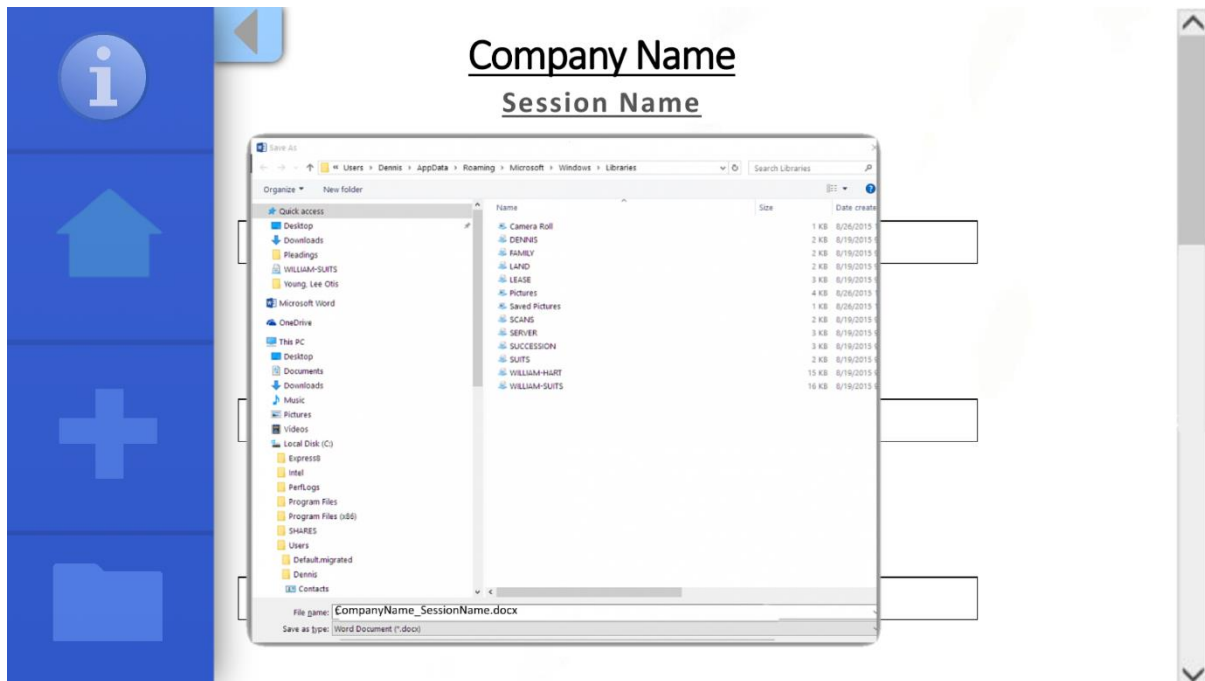 Company Name
Session Name
Save As
« Users › Dennis › AppData › Roaming › Microsoft › Windows › Libraries
Search Libraries
Organize
New folder
Quick access
Desktop
Downloads
Pleadings
WILLIAM-SUITS
Young, Lee Otis
Microsoft Word
OneDrive
This PC
Desktop
Documents
Downloads
Music
Pictures
Videos
Local Disk (C:)
Express8
Intel
PerfLogs
Program Files
Program Files (x86)
SHARES
Users
Default.migrated
Dennis
Contacts
Name Size Date create
Camera Roll 1 KB 8/26/2015
DENNIS 2 KB 8/19/2015
FAMILY 2 KB 8/19/2015
LAND 2 KB 8/19/2015
LEASE 3 KB 8/19/2015
Pictures 4 KB 8/26/2015
Saved Pictures 1 KB 8/26/2015
SCANS 2 KB 8/19/2015
SERVER 3 KB 8/19/2015
SUCCESSION 3 KB 8/19/2015
SUITS 2 KB 8/19/2015
WILLIAM-HART 15 KB 8/19/2015
WILLIAM-SUITS 16 KB 8/19/2015
File name: CompanyName_SessionName.docx
Save as type: Word Document (*.docx)